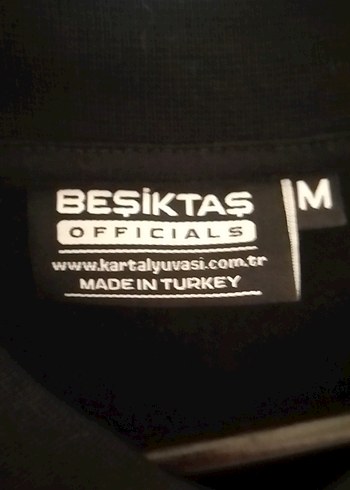 BEŞİKTAŞ
OFFICIALS
www.kartalyuvasi.com.tr
MADE IN TURKEY
M